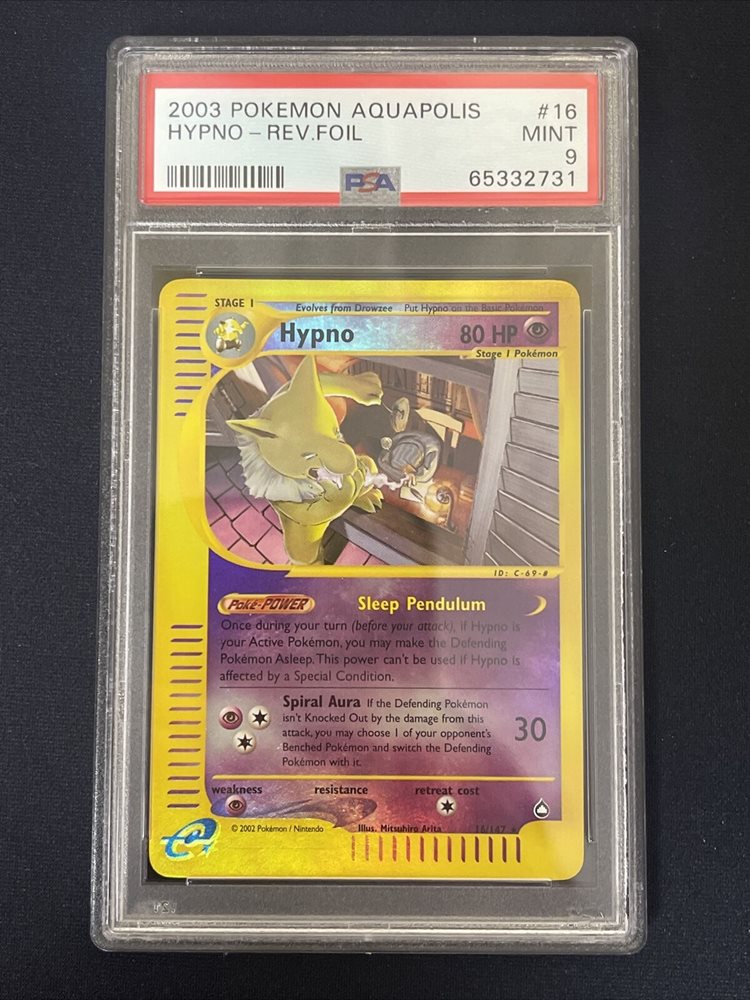 2003 POKEMON AQUAPOLIS #16
HYPNO - REV.FOIL MINT
9
PSA 65332731
STAGE 1 Evolves from Drowzee Put Hypno on the Basic Pokémon
Hypno 80 HP
Stage 1 Pokémon
ID: C-69-#
Poké-POWER Sleep Pendulum
Once during your turn (before your attack), if Hypno is
your Active Pokémon, you may make the Defending
Pokémon Asleep. This power can't be used if Hypno is
affected by a Special Condition.
Spiral Aura If the Defending Pokémon
isn't Knocked Out by the damage from this
attack, you may choose 1 of your opponent's
Benched Pokémon and switch the Defending
Pokémon with it.
30
weakness resistance retreat cost
© 2002 Pokémon / Nintendo Illus. Mitsuhiro Arita 16/147 ★
e